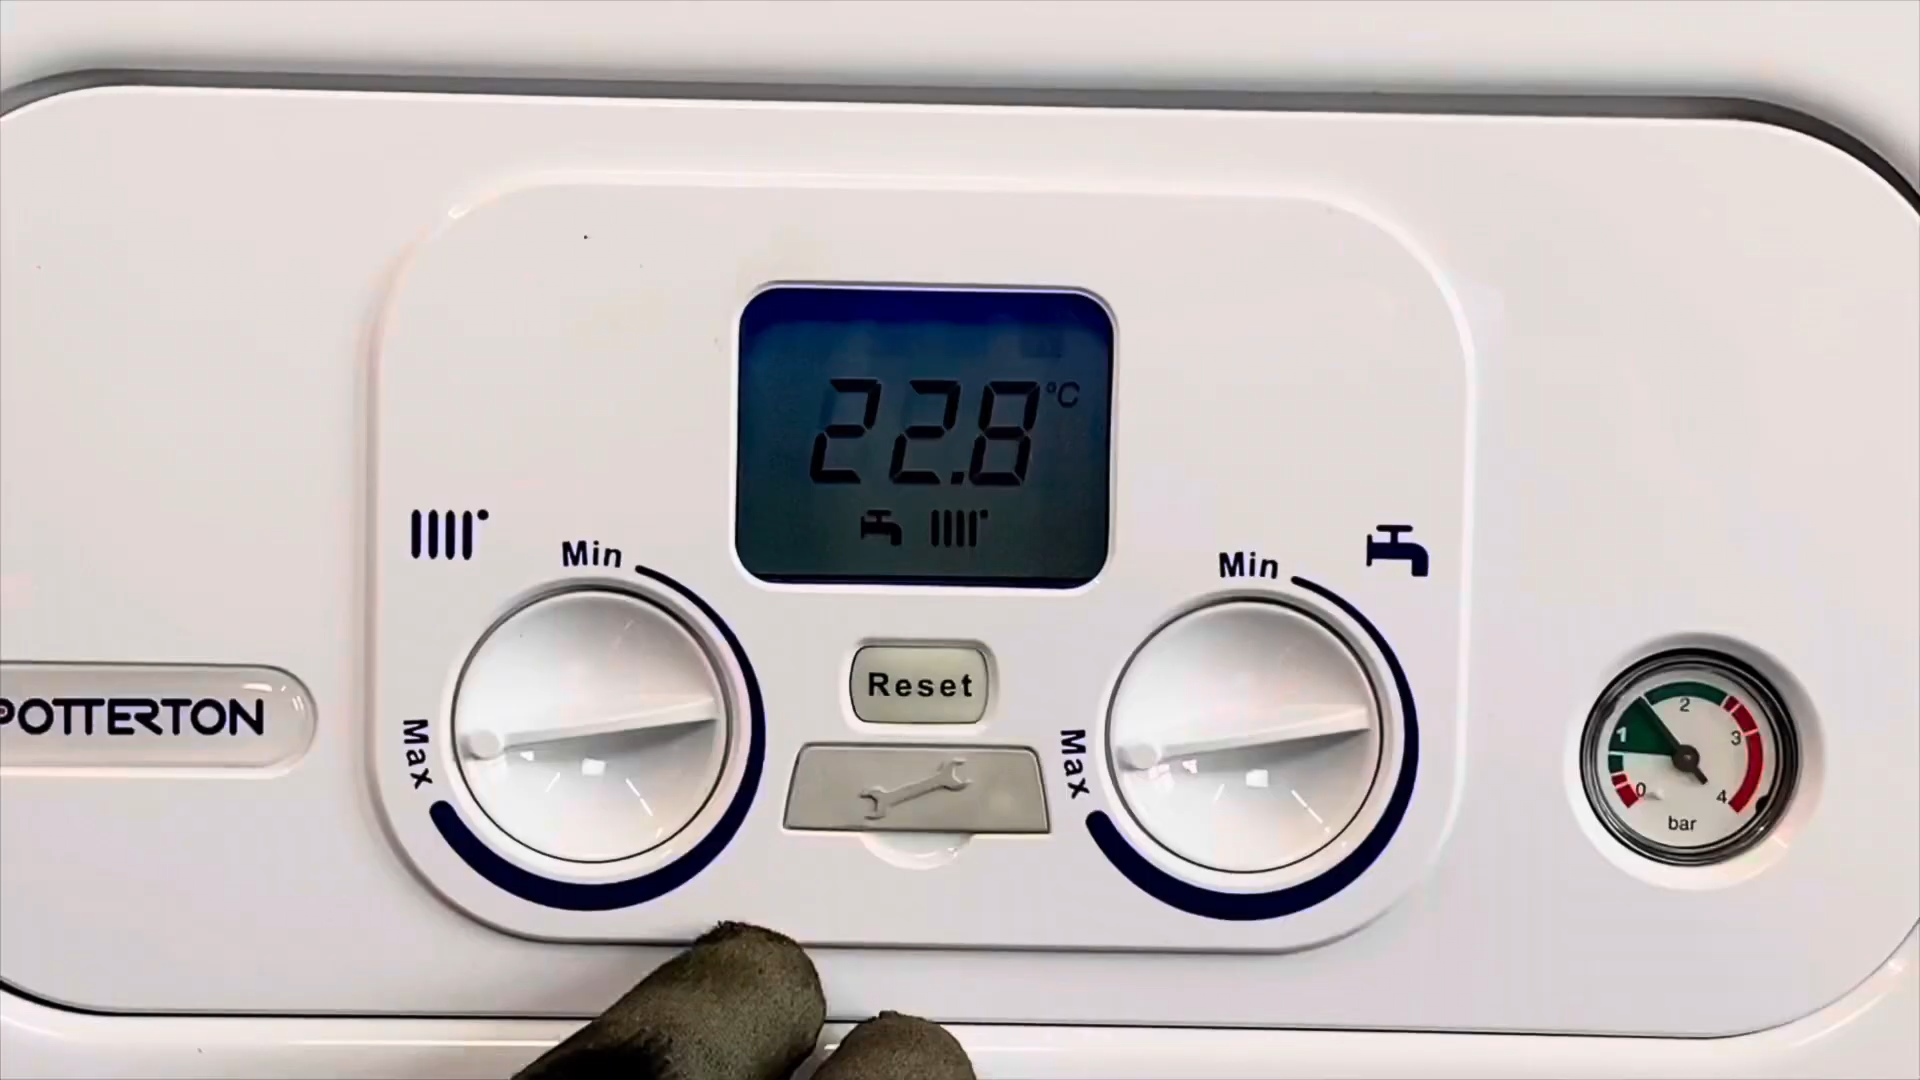 22.8 °C
Min
Max
Reset
Min
Max
POTTERTON
0
1
2
3
4
bar